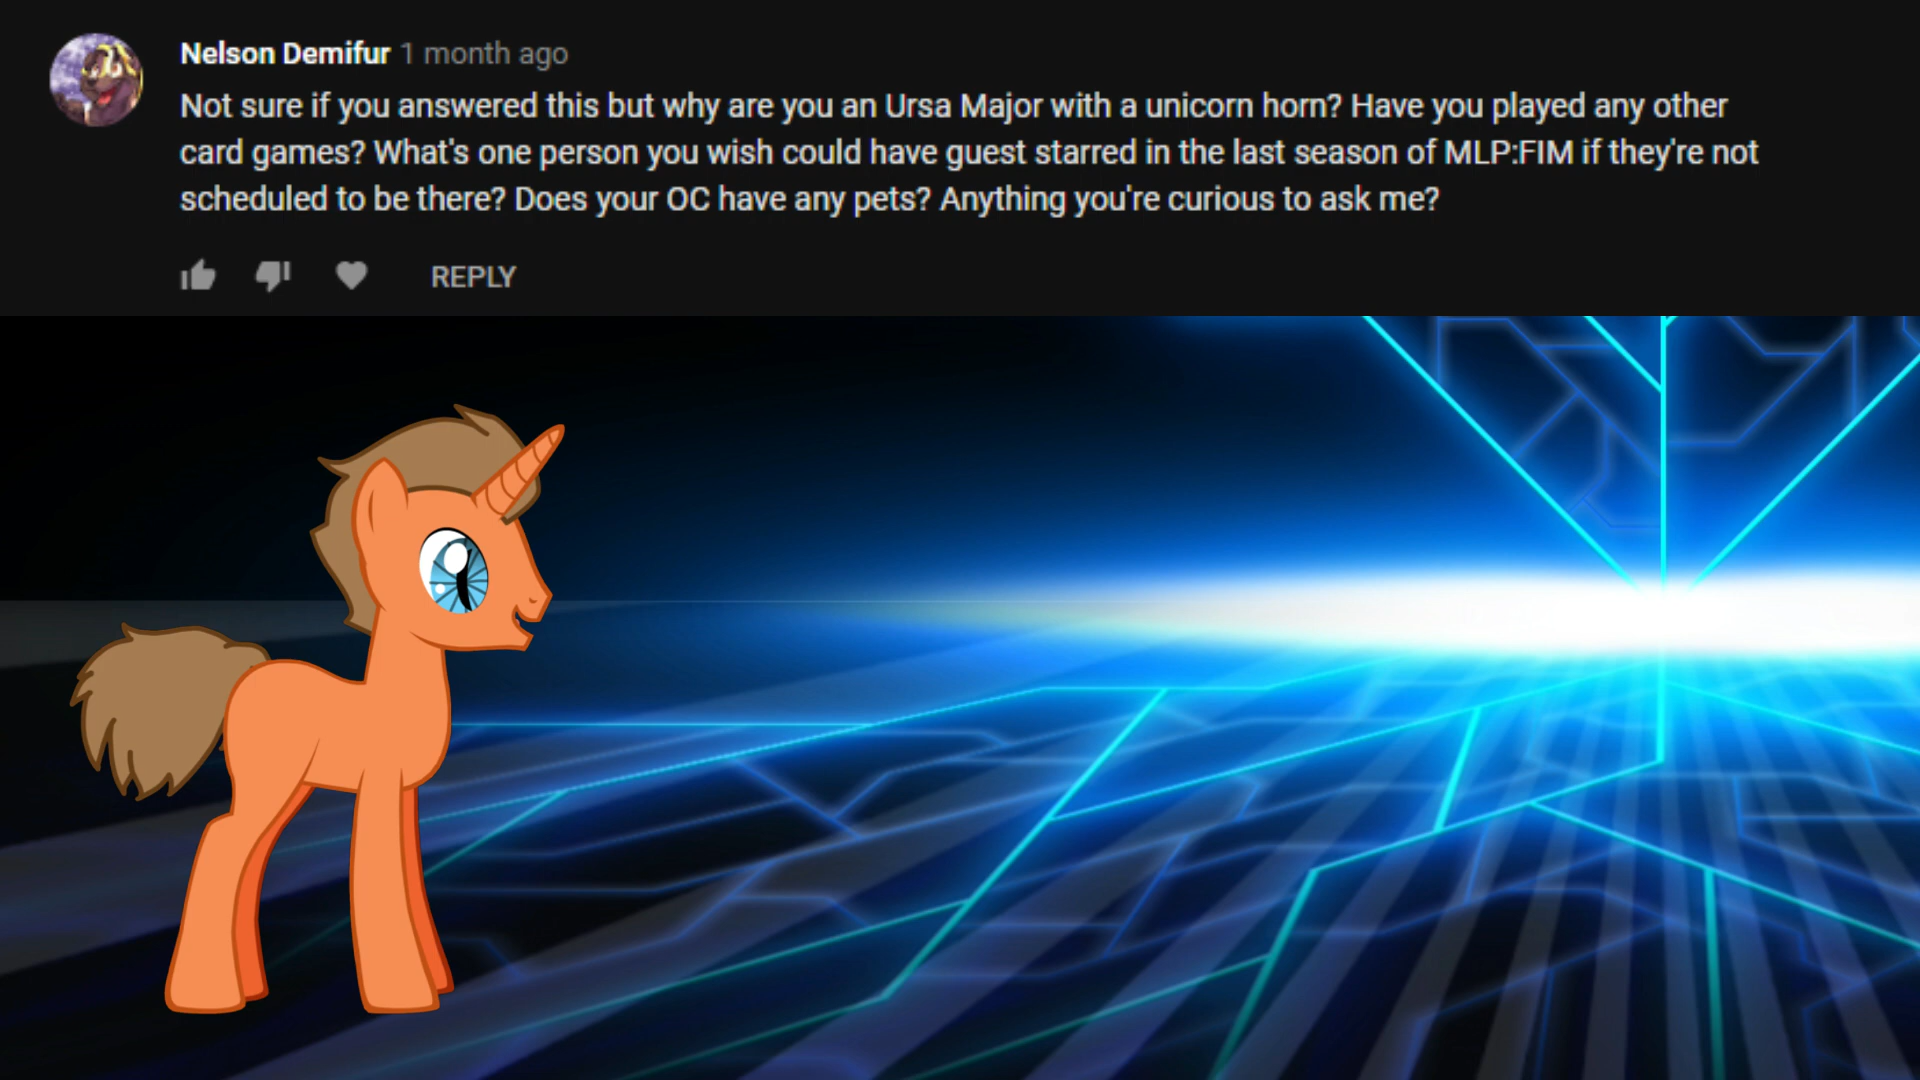 Nelson Demifur 1 month ago
Not sure if you answered this but why are you an Ursa Major with a unicorn horn? Have you played any other
card games? What's one person you wish could have guest starred in the last season of MLP:FIM if they're not
scheduled to be there? Does your OC have any pets? Anything you're curious to ask me?
REPLY